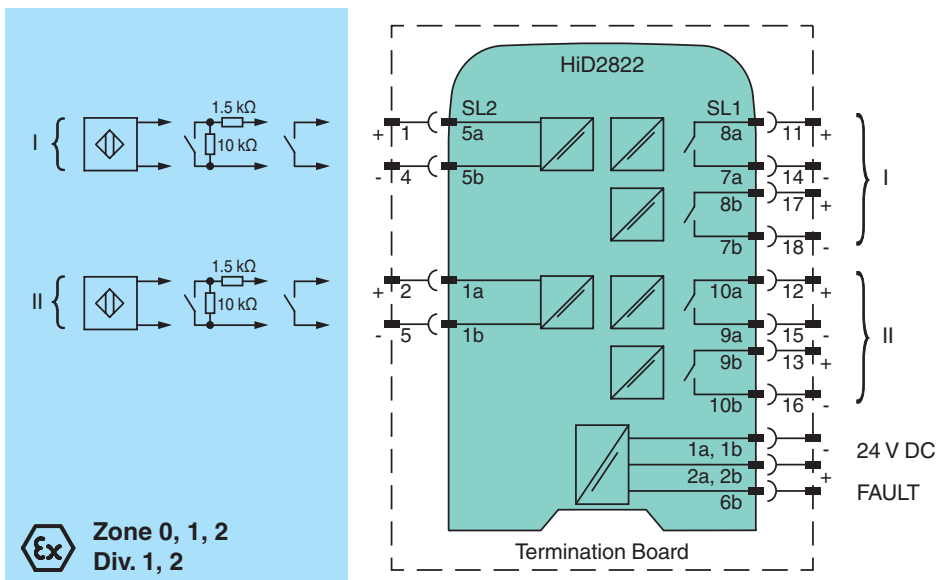 HiD2822
SL2
SL1
I
1.5 kΩ
10 kΩ
+ 1
5a
8a
11 +
- 4
5b
7a
14 -
I
8b
17 +
7b
18 -
II
1.5 kΩ
10 kΩ
+ 2
1a
10a
12 +
- 5
1b
9a
15 -
II
9b
13 +
10b
16 -
1a, 1b
-
24 V DC
2a, 2b
+
6b
FAULT
Ex
Zone 0, 1, 2
Div. 1, 2
Termination Board